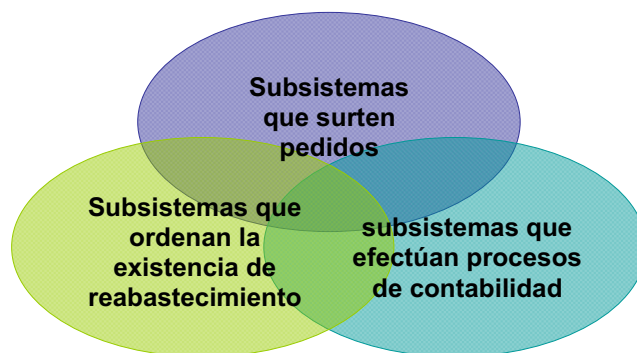 Subsistemas
que surten
pedidos
Subsistemas que
ordenan la
existencia de
reabastecimiento
subsistemas que
efectúan procesos
de contabilidad